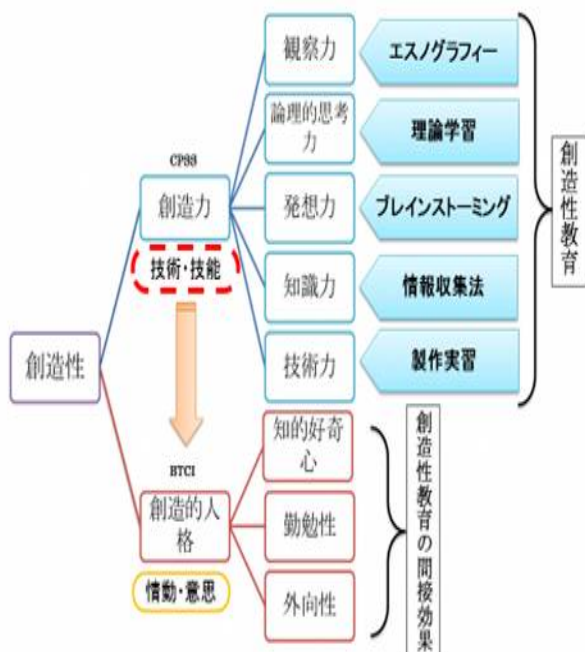 観察力
エスノグラフィー
論理的思考
力
理論学習
CPSS
創造力
発想力
ブレインストーミング
技術・技能
知識力
情報収集法
創造性
技術力
製作実習
創造性教育
知的好奇
心
BTCI
創造的人
格
勤勉性
情動・意思
外向性
創造性教育の間接効果